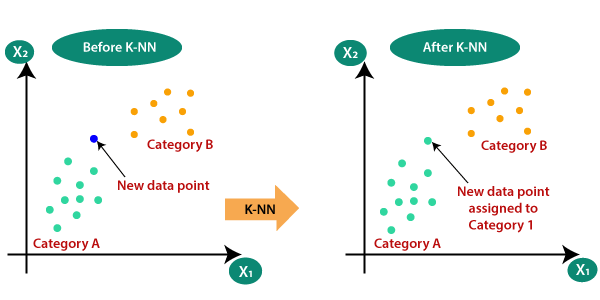 Before K-NN
X₂
Category B
New data point
Category A
X₁
K-NN
After K-NN
X₂
Category B
New data point
assigned to
Category 1
Category A
X₁